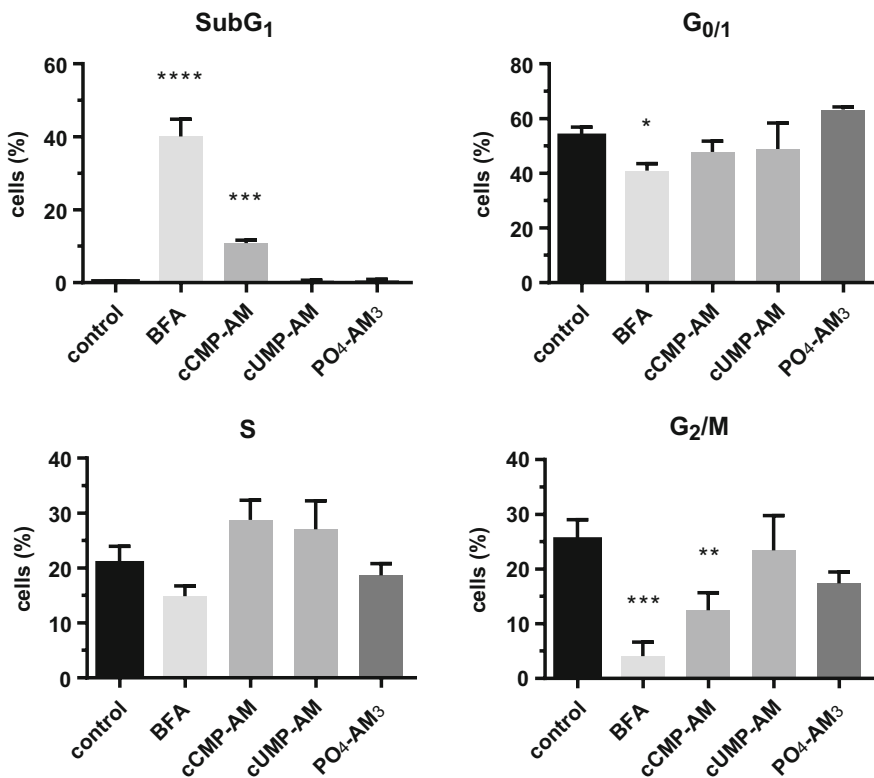 SubG1
60
40
20
0
cells (%)
****
***
control
BFA
cCMP-AM
cUMP-AM
PO4-AM3
G0/1
80
60
40
20
0
cells (%)
*
control
BFA
cCMP-AM
cUMP-AM
PO4-AM3
S
40
30
20
10
0
cells (%)
control
BFA
cCMP-AM
cUMP-AM
PO4-AM3
G2/M
40
30
20
10
0
cells (%)
***
**
control
BFA
cCMP-AM
cUMP-AM
PO4-AM3